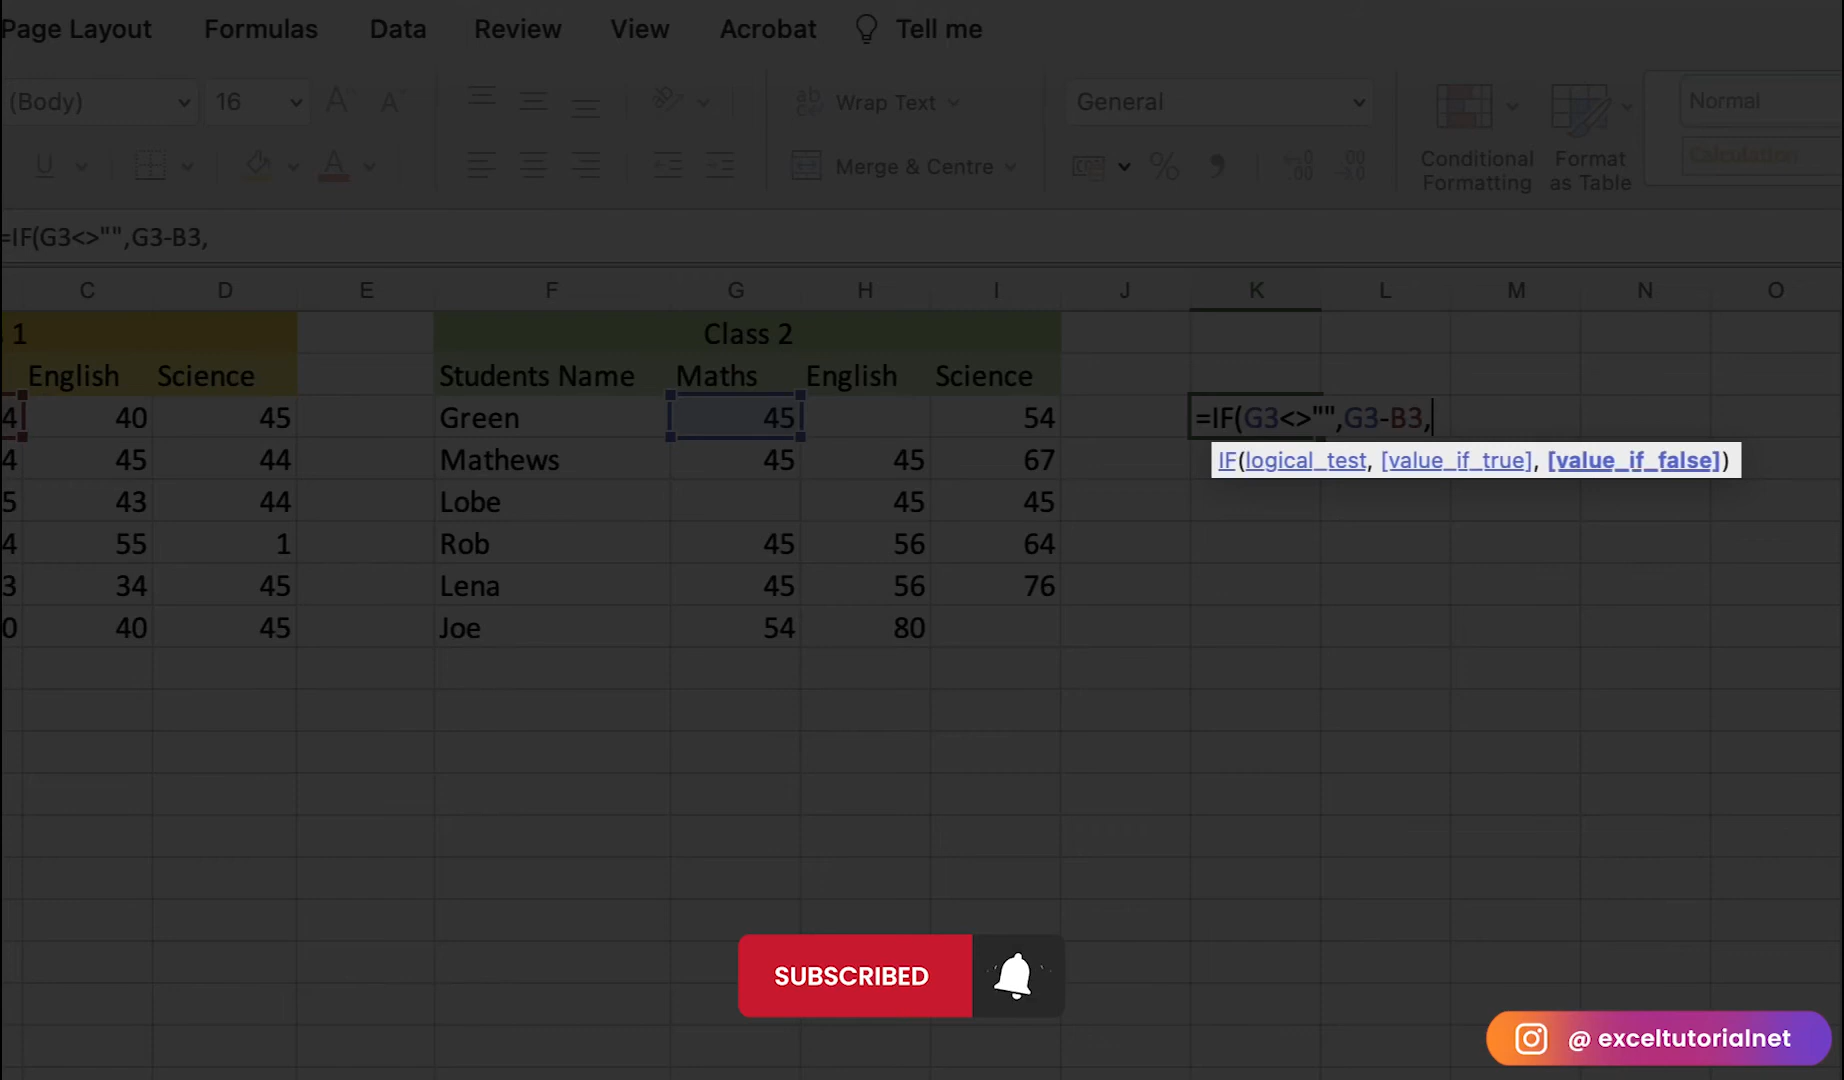 Page Layout Formulas Data Review View Acrobat Tell me
(Body) 16 A A ab Wrap Text General Normal
U A Merge & Centre % Conditional Formatting Format as Table Calculation
=IF(G3<>"",G3-B3,
C D E F G H I J K L M N O
1 Class 2
English Science Students Name Maths English Science
4 40 45 Green 45 54 =IF(G3<>"",G3-B3,
IF(logical_test, [value_if_true], [value_if_false])
4 45 44 Mathews 45 45 67
5 43 44 Lobe 45 45
4 55 1 Rob 45 56 64
3 34 45 Lena 45 56 76
0 40 45 Joe 54 80
SUBSCRIBED
@ exceltutorialnet